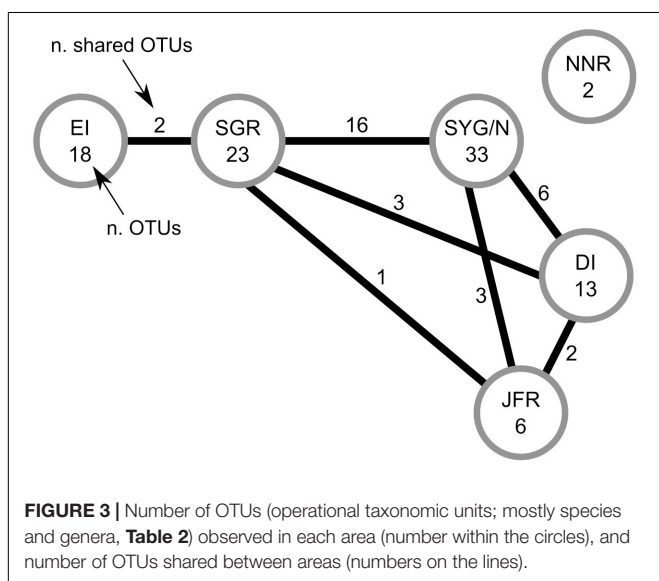 n. shared OTUs
NNR
2
EI
18
2
SGR
23
16
SYG/N
33
n. OTUs
3
6
DI
13
1
3
2
JFR
6
FIGURE 3 | Number of OTUs (operational taxonomic units; mostly species
and genera, Table 2) observed in each area (number within the circles), and
number of OTUs shared between areas (numbers on the lines).